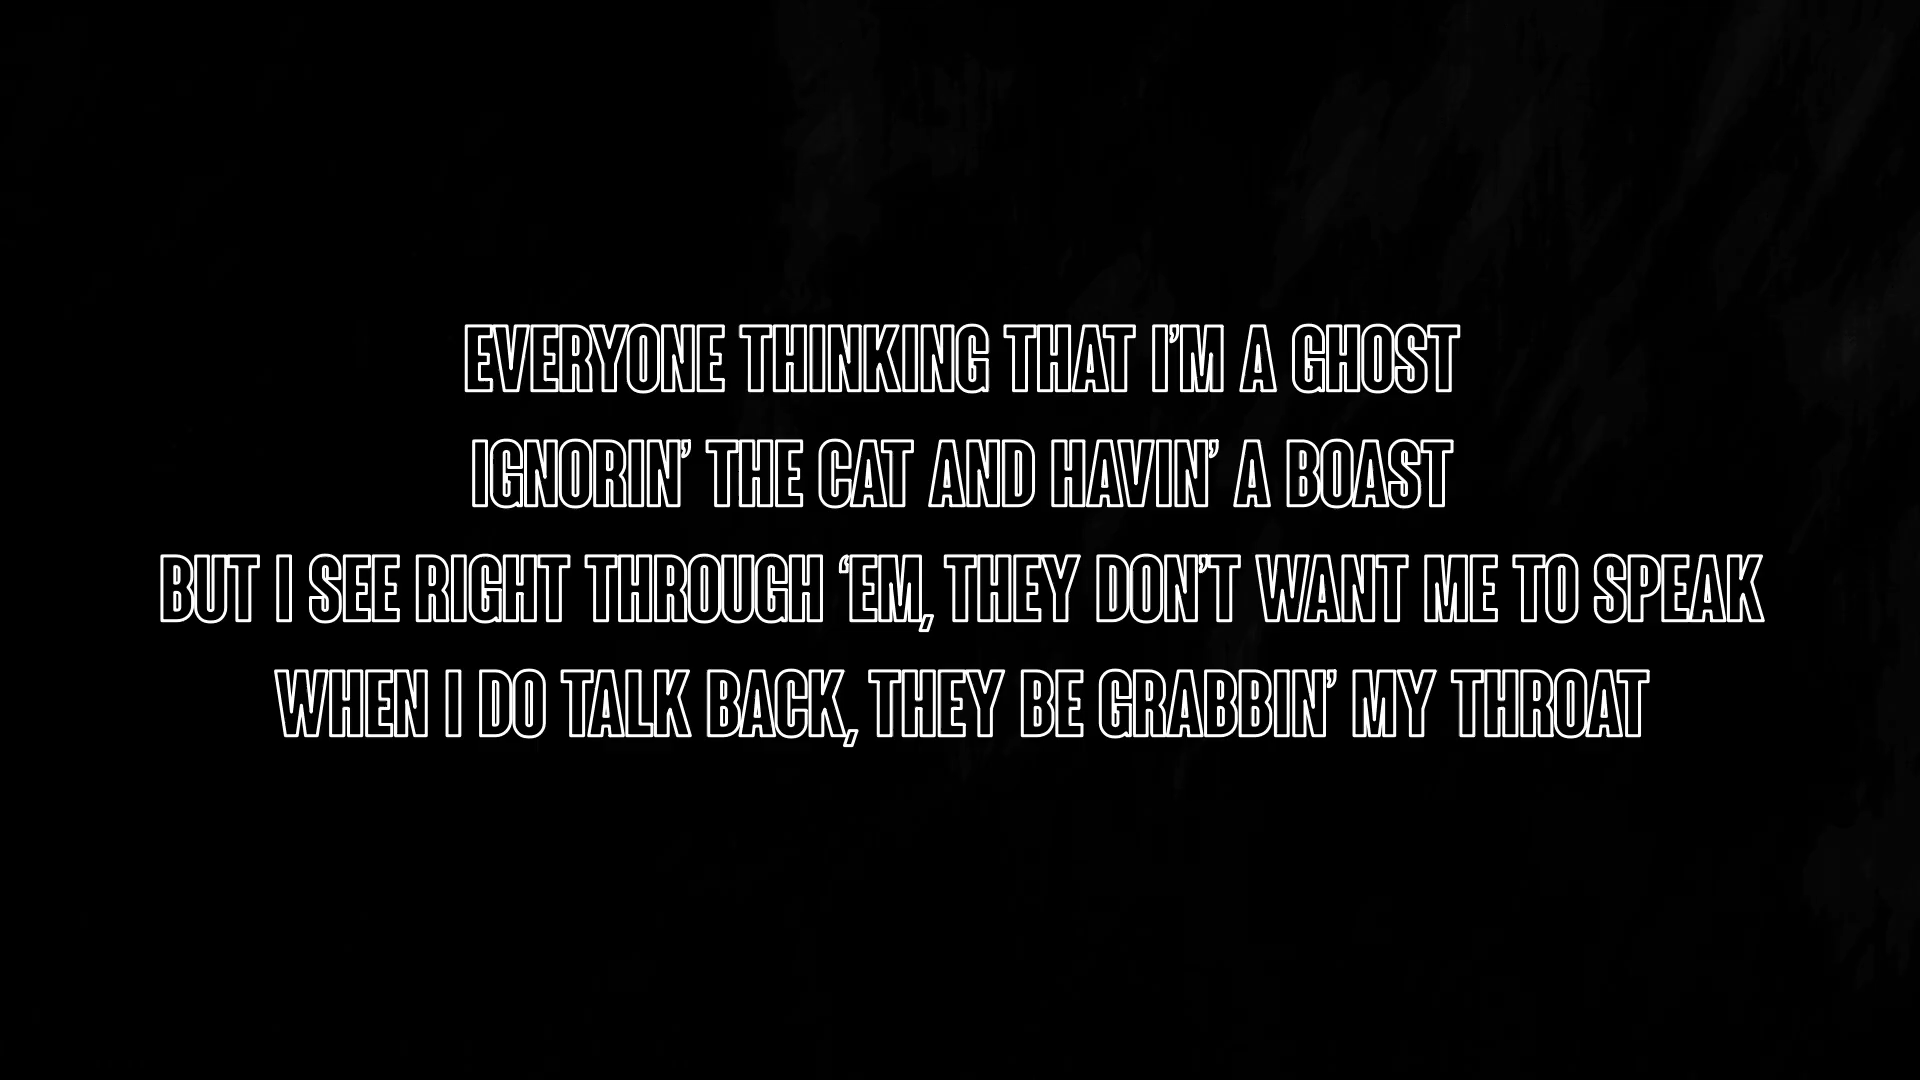 EVERYONE THINKING THAT I’M A GHOST
IGNORIN’ THE CAT AND HAVIN’ A BOAST
BUT I SEE RIGHT THROUGH ‘EM, THEY DON’T WANT ME TO SPEAK
WHEN I DO TALK BACK, THEY BE GRABBIN’ MY THROAT